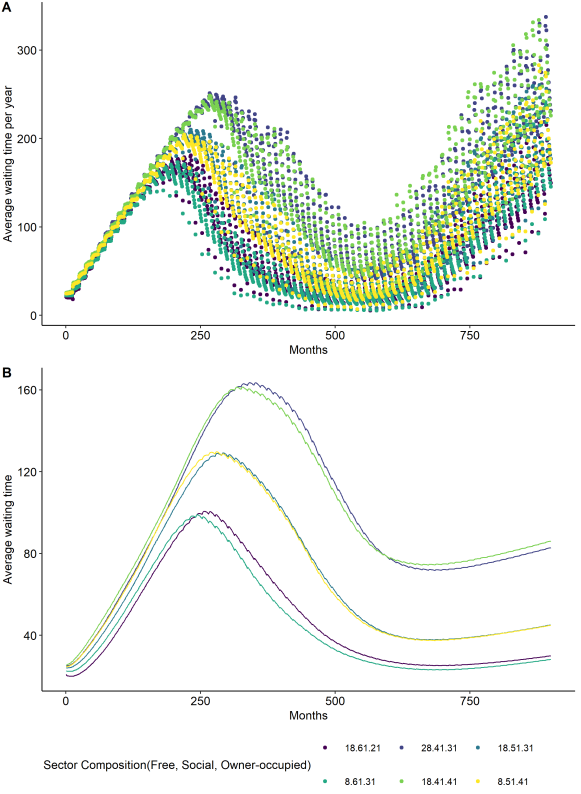 A
Average waiting time per year
300
200
100
0
0 250 500 750
Months
B
Average waiting time
160
120
80
40
0 250 500 750
Months
Sector Composition(Free, Social, Owner-occupied)
18.61.21 28.41.31 18.51.31
8.61.31 18.41.41 8.51.41